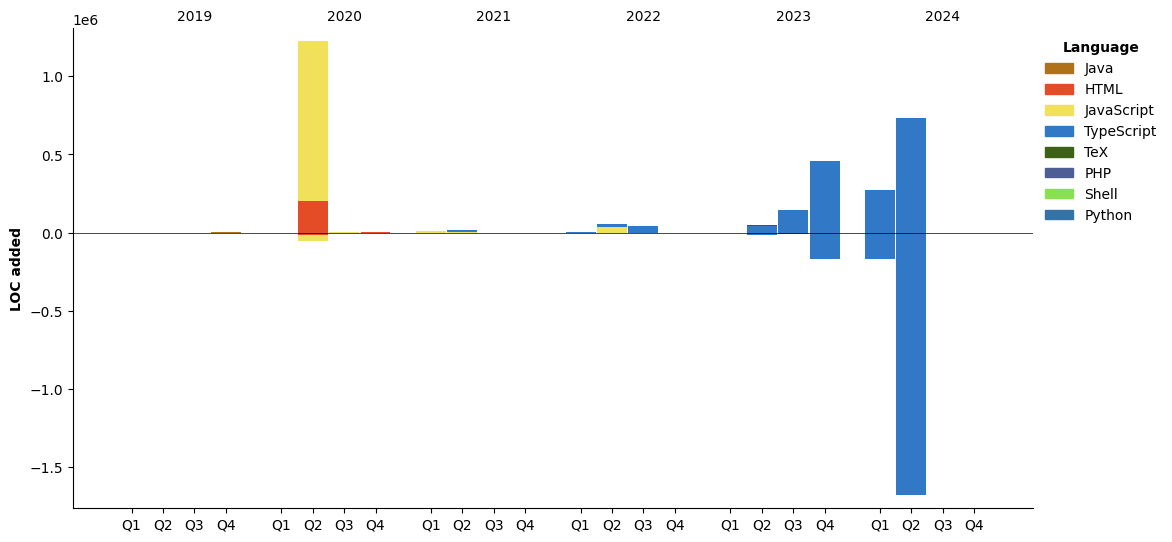 2019 2020 2021 2022 2023 2024
1e6
Language
Java
HTML
JavaScript
TypeScript
TeX
PHP
Shell
Python
LOC added
1.0
0.5
0.0
−0.5
−1.0
−1.5
Q1 Q2 Q3 Q4 Q1 Q2 Q3 Q4 Q1 Q2 Q3 Q4 Q1 Q2 Q3 Q4 Q1 Q2 Q3 Q4 Q1 Q2 Q3 Q4